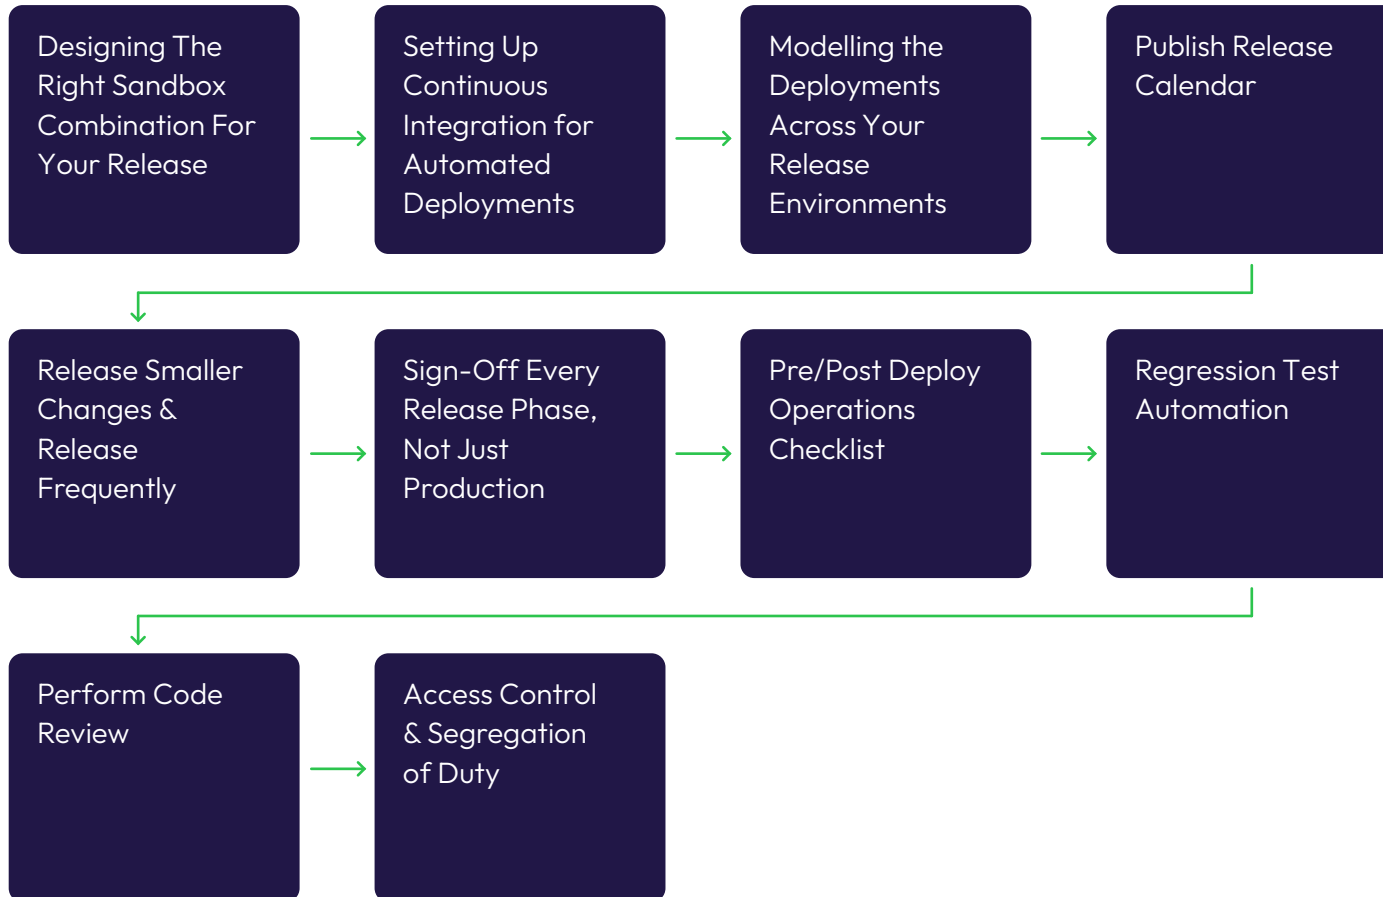 Designing The
Right Sandbox
Combination For
Your Release
Setting Up
Continuous
Integration for
Automated
Deployments
Modelling the
Deployments
Across Your
Release
Environments
Publish Release
Calendar
Release Smaller
Changes &
Release
Frequently
Sign-Off Every
Release Phase,
Not Just
Production
Pre/Post Deploy
Operations
Checklist
Regression Test
Automation
Perform Code
Review
Access Control
& Segregation
of Duty